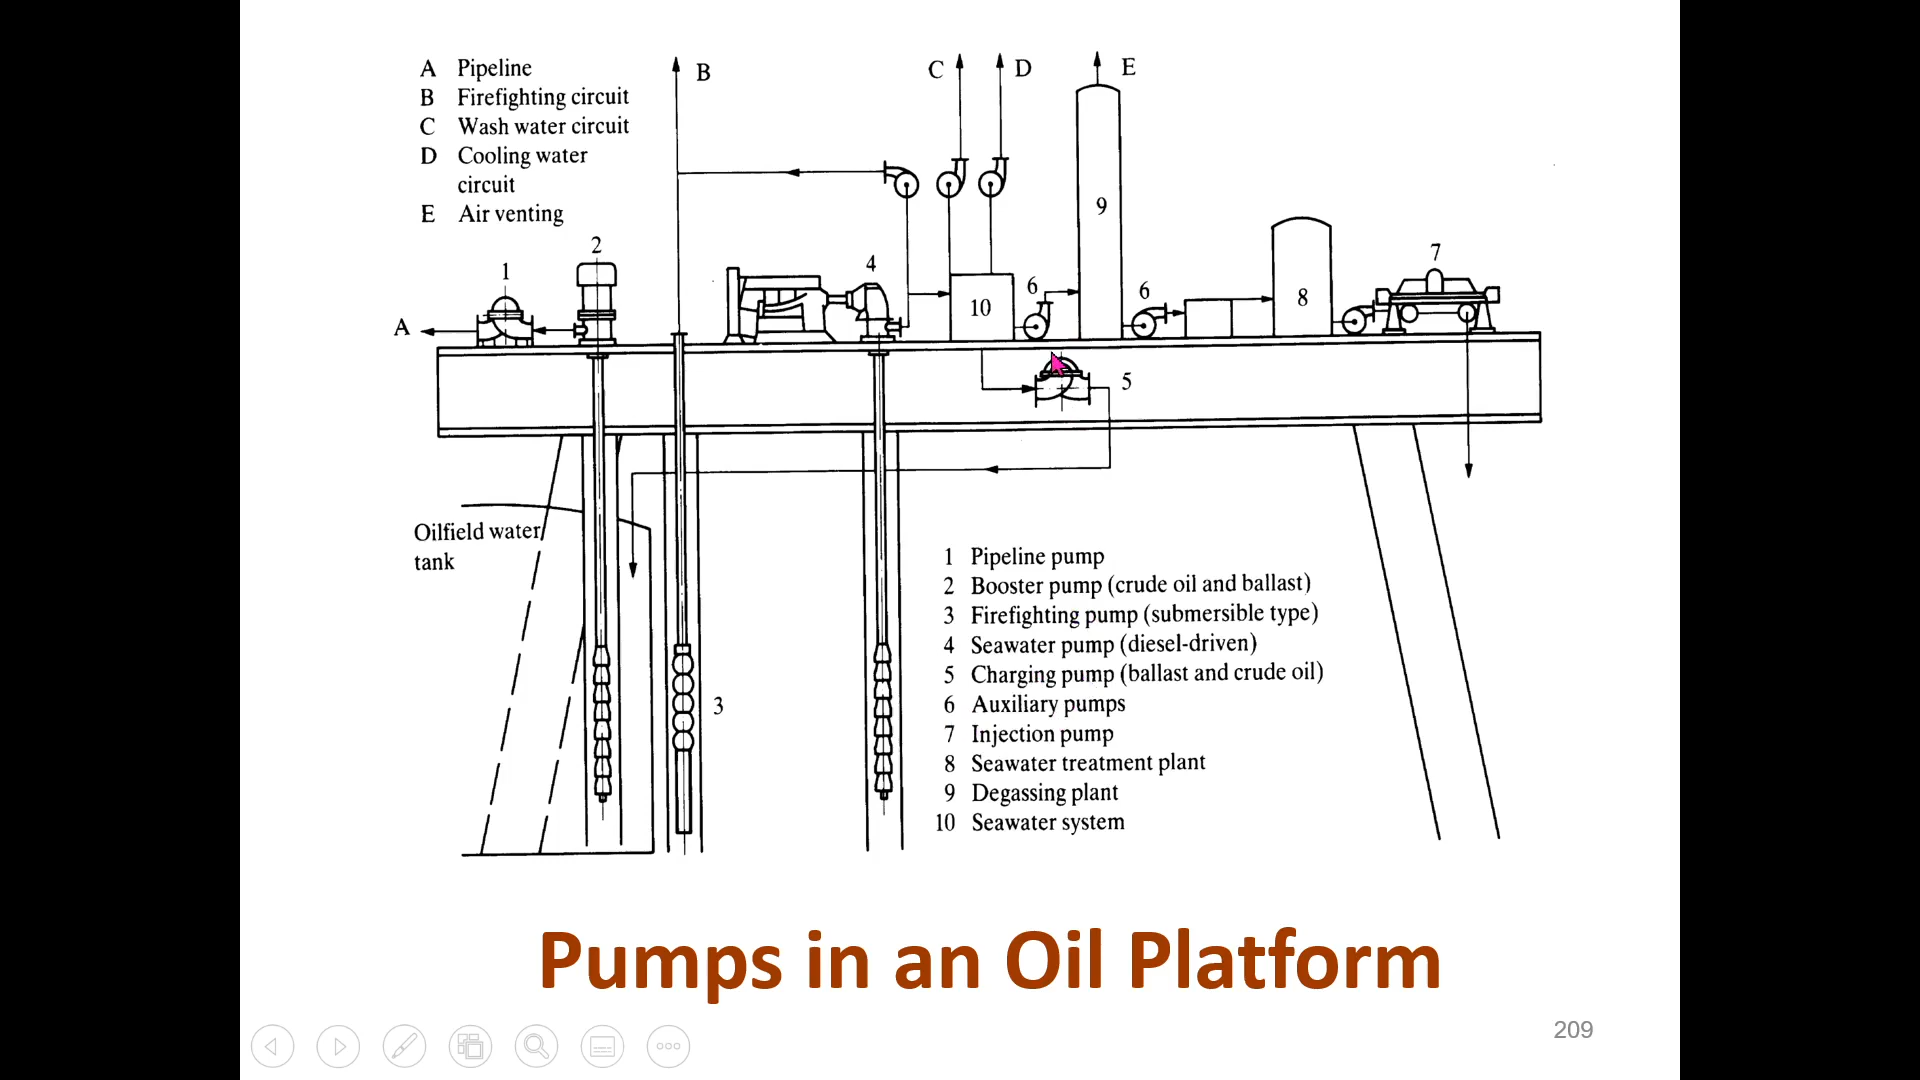 A Pipeline
B Firefighting circuit
C Wash water circuit
D Cooling water
circuit
E Air venting
B
C
D
E
2
1
4
9
7
6
6
10
8
A
5
Oilfield water
tank
3
1 Pipeline pump
2 Booster pump (crude oil and ballast)
3 Firefighting pump (submersible type)
4 Seawater pump (diesel-driven)
5 Charging pump (ballast and crude oil)
6 Auxiliary pumps
7 Injection pump
8 Seawater treatment plant
9 Degassing plant
10 Seawater system
Pumps in an Oil Platform
209